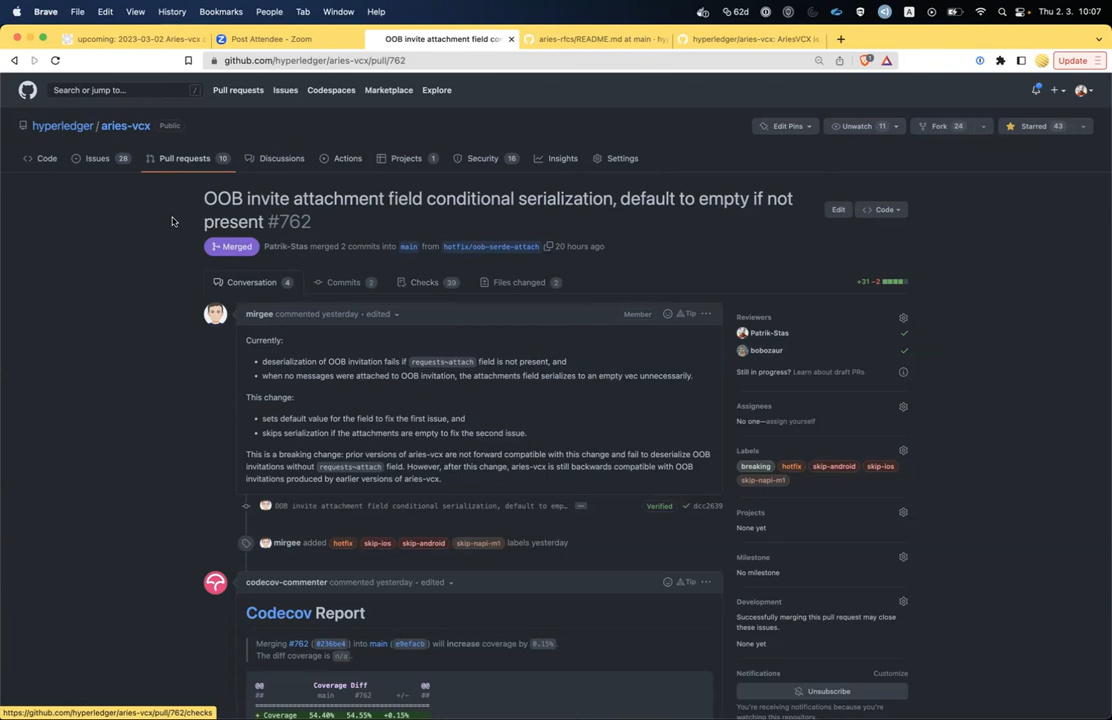 Brave File Edit View History Bookmarks People Tab Window Help 62d A Thu 2. 3. 10:07
upcoming: 2023-03-02 Aries-vcx c Post Attendee - Zoom OOB invite attachment field con aries-rfcs/README.md at main · hy hyperledger/aries-vcx: AriesVCX is
github.com/hyperledger/aries-vcx/pull/762 Update
Search or jump to... / Pull requests Issues Codespaces Marketplace Explore
hyperledger / aries-vcx Public Edit Pins Unwatch 11 Fork 24 Starred 43
Code Issues 28 Pull requests 10 Discussions Actions Projects 1 Security 16 Insights Settings
OOB invite attachment field conditional serialization, default to empty if not
present #762
Edit Code
Merged Patrik-Stas merged 2 commits into main from hotfix/oob-serde-attach 20 hours ago
Conversation 4 Commits 2 Checks 39 Files changed 2 +31 −2
mirgee commented yesterday • edited Member Tip
Currently:
• deserialization of OOB invitation fails if requests~attach field is not present, and
• when no messages were attached to OOB invitation, the attachments field serializes to an empty vec unnecessarily.
This change:
• sets default value for the field to fix the first issue, and
• skips serialization if the attachments are empty to fix the second issue.
This is a breaking change: prior versions of aries-vcx are not forward compatible with this change and fail to deserialize OOB
invitations without requests~attach field. However, after this change, aries-vcx is still backwards compatible with OOB
invitations produced by earlier versions of aries-vcx.
OOB invite attachment field conditional serialization, default to emp… Verified dcc2639
mirgee added hotfix skip-ios skip-android skip-napi-m1 labels yesterday
codecov-commenter commented yesterday • edited Tip
Codecov Report
Merging #762 (236be4) into main (e9efacb) will increase coverage by 0.15%.
The diff coverage is n/a.
@@ Coverage Diff @@
## main #762 +/- ##
+ Coverage 54.40% 54.55% +0.15%
Reviewers
Patrik-Stas
bobozaur
Still in progress? Learn about draft PRs
Assignees
No one—assign yourself
Labels
breaking hotfix skip-android skip-ios
skip-napi-m1
Projects
None yet
Milestone
No milestone
Development
Successfully merging this pull request may close
these issues.
None yet
Notifications Customize
Unsubscribe
You're receiving notifications because you're
watching this repository.
https://github.com/hyperledger/aries-vcx/pull/762/checks